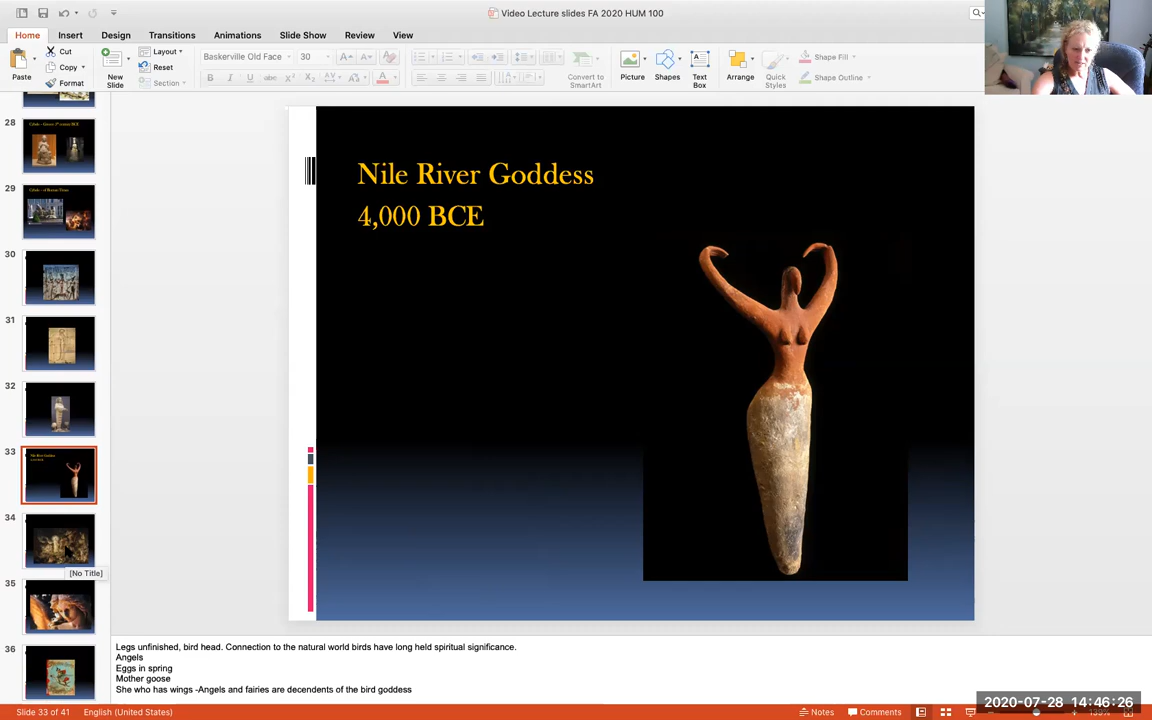 Video Lecture slides FA 2020 HUM 100
Home Insert Design Transitions Animations Slide Show Review View
Paste
Cut
Copy
Format
New Slide
Layout
Reset
Section
Baskerville Old Face 30
B I U abc X² X₂ AV Aa A
Convert to SmartArt
Picture
Shapes
Text Box
Arrange
Quick Styles
Shape Fill
Shape Outline
28
29
30
31
32
33
34
[No Title]
35
36
Nile River Goddess
4,000 BCE
Legs unfinished, bird head. Connection to the natural world birds have long held spiritual significance.
Angels
Eggs in spring
Mother goose
She who has wings -Angels and fairies are decendents of the bird goddess
Slide 33 of 41 English (United States) Notes Comments
2020-07-28 14:46:26